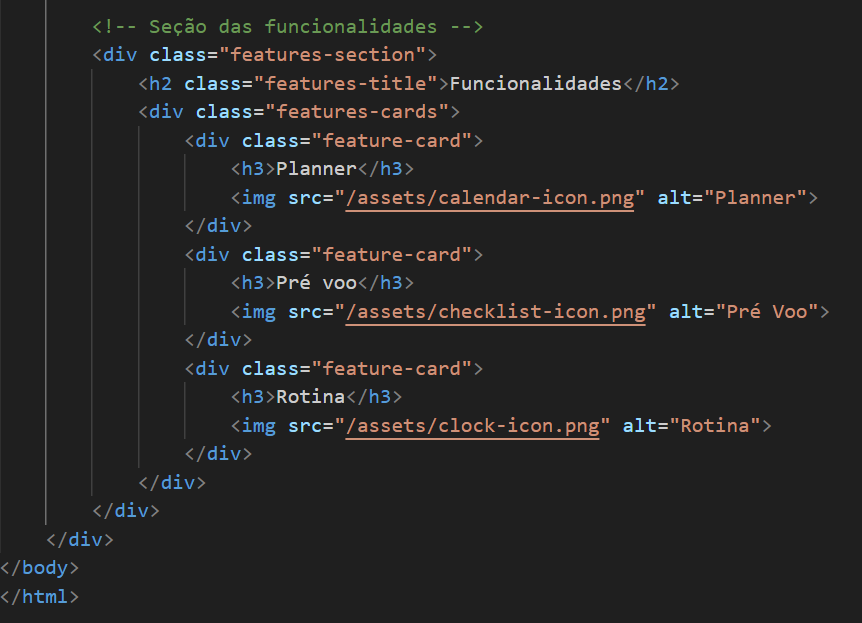 <!-- Seção das funcionalidades -->
<div class="features-section">
<h2 class="features-title">Funcionalidades</h2>
<div class="features-cards">
<div class="feature-card">
<h3>Planner</h3>
<img src="/assets/calendar-icon.png" alt="Planner">
</div>
<div class="feature-card">
<h3>Pré voo</h3>
<img src="/assets/checklist-icon.png" alt="Pré Voo">
</div>
<div class="feature-card">
<h3>Rotina</h3>
<img src="/assets/clock-icon.png" alt="Rotina">
</div>
</div>
</div>
</div>
</body>
</html>